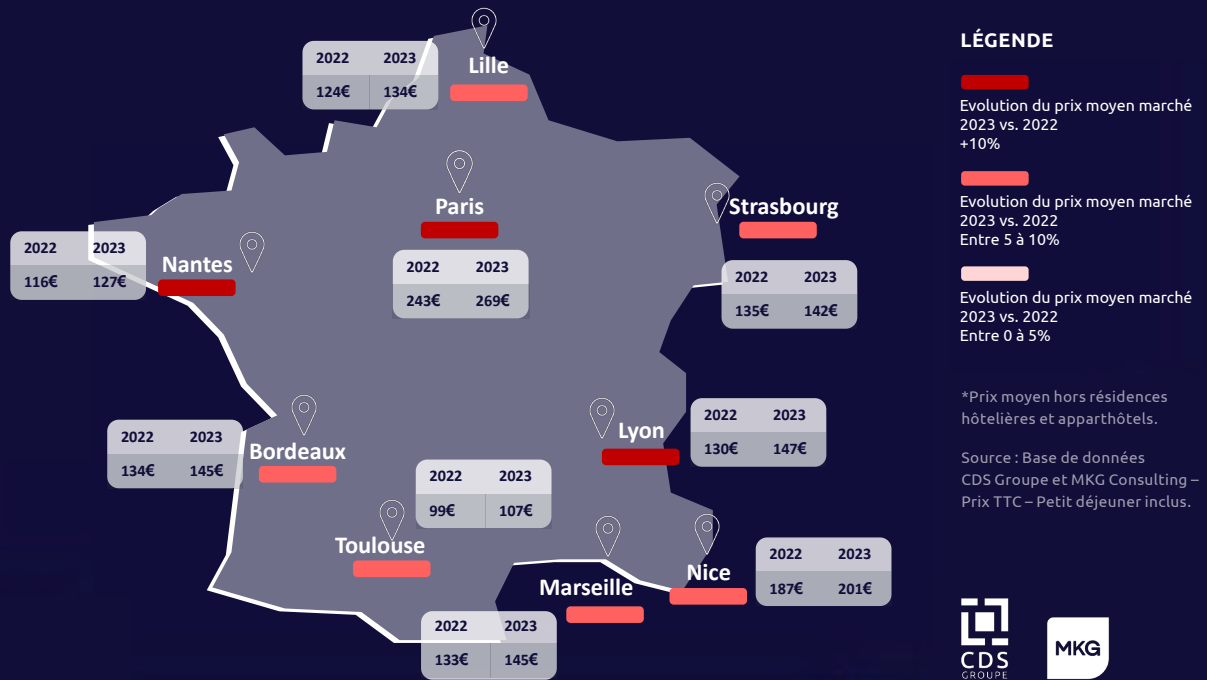 2022 2023
124€ 134€
Lille
Paris
2022 2023
243€ 269€
Strasbourg
2022 2023
135€ 142€
2022 2023
116€ 127€
Nantes
2022 2023
134€ 145€
Bordeaux
Lyon
2022 2023
130€ 147€
2022 2023
99€ 107€
Toulouse
Marseille
2022 2023
133€ 145€
Nice
2022 2023
187€ 201€
LÉGENDE
Evolution du prix moyen marché
2023 vs. 2022
+10%
Evolution du prix moyen marché
2023 vs. 2022
Entre 5 à 10%
Evolution du prix moyen marché
2023 vs. 2022
Entre 0 à 5%
*Prix moyen hors résidences
hôtelières et apparthôtels.
Source : Base de données
CDS Groupe et MKG Consulting –
Prix TTC – Petit déjeuner inclus.
CDS
GROUPE
MKG